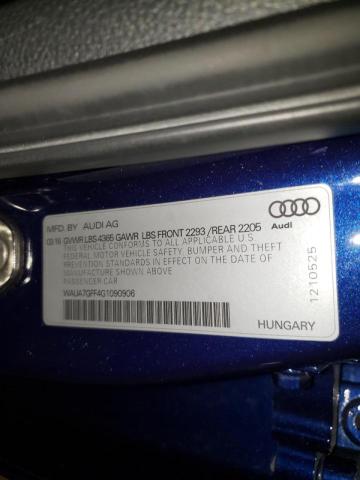 MFD. BY AUDI AG
03/16 GVWR LBS 4365 GAWR LBS FRONT 2293 /REAR 2205
THIS VEHICLE CONFORMS TO ALL APPLICABLE U.S.
FEDERAL MOTOR VEHICLE SAFETY, BUMPER AND THEFT
PREVENTION STANDARDS IN EFFECT ON THE DATE OF
MANUFACTURE SHOWN ABOVE
PASSENGER CAR
WAUA7GFF4G1090906
Audi
1210525
HUNGARY